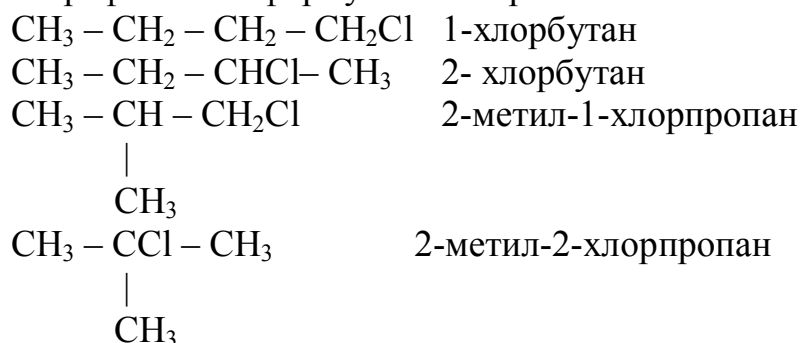 CH₃ – CH₂ – CH₂ – CH₂Cl 1-хлорбутан
CH₃ – CH₂ – CHCl– CH₃ 2- хлорбутан
CH₃ – CH – CH₂Cl 2-метил-1-хлорпропан
|
CH₃
CH₃ – CCl – CH₃ 2-метил-2-хлорпропан
|
CH₃